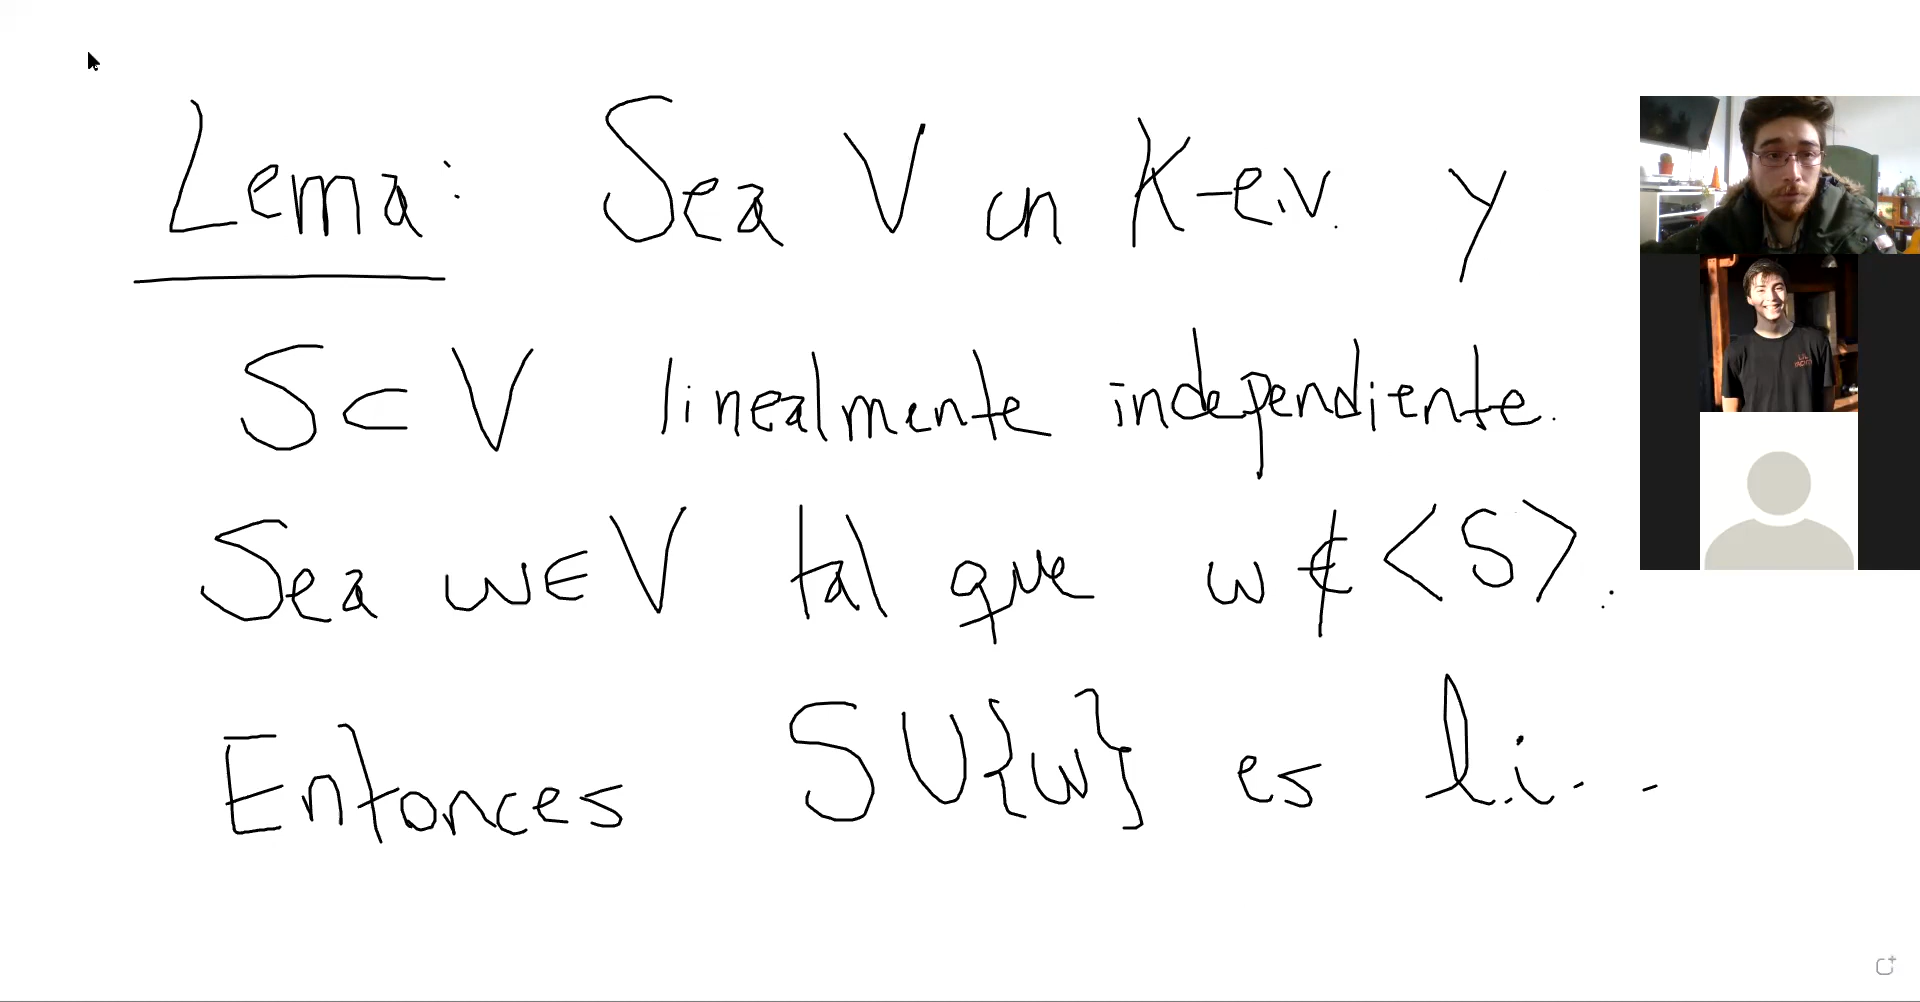 Lema: Sea V un K-e.v. y
S⊂V linealmente independiente.
Sea w∈V tal que w∉<S>.
Entonces S∪{w} es l.i.